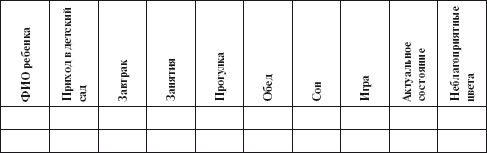 ФИО ребенка
Приход в детский
сад
Завтрак
Занятия
Прогулка
Обед
Сон
Игра
Актуальное
состояние
Неблагоприятные
цвета